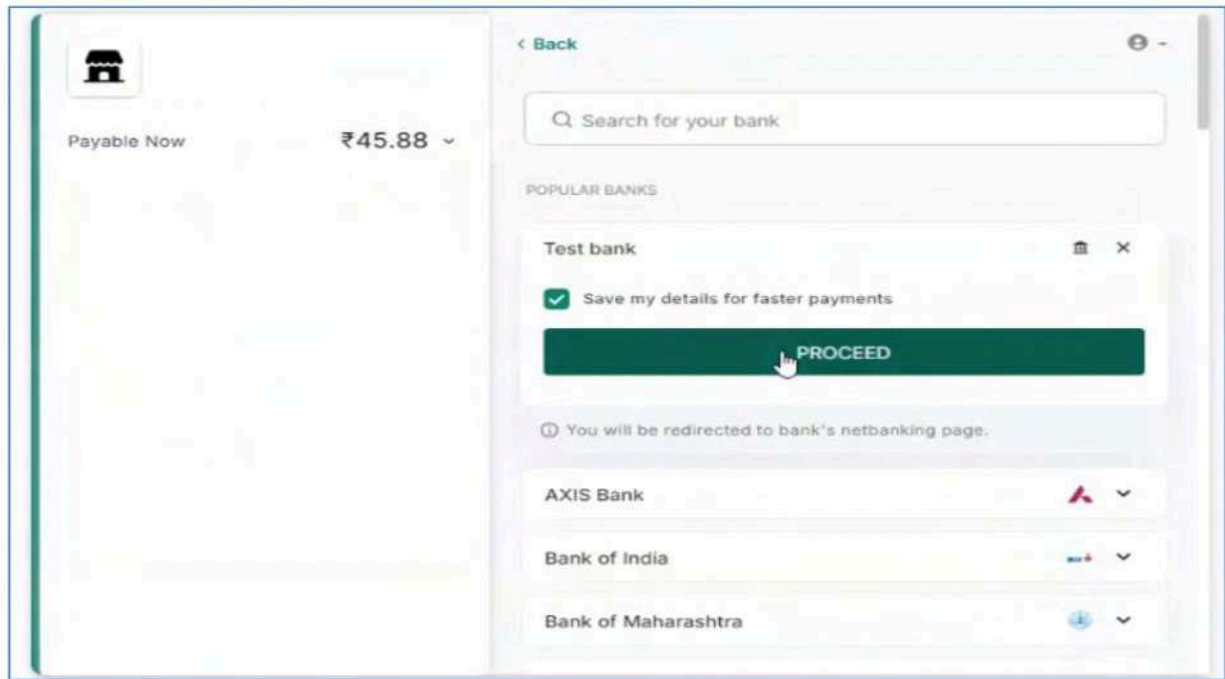 < Back
Search for your bank
Payable Now ₹45.88
POPULAR BANKS
Test bank
Save my details for faster payments
PROCEED
You will be redirected to bank's netbanking page.
AXIS Bank
Bank of India
Bank of Maharashtra